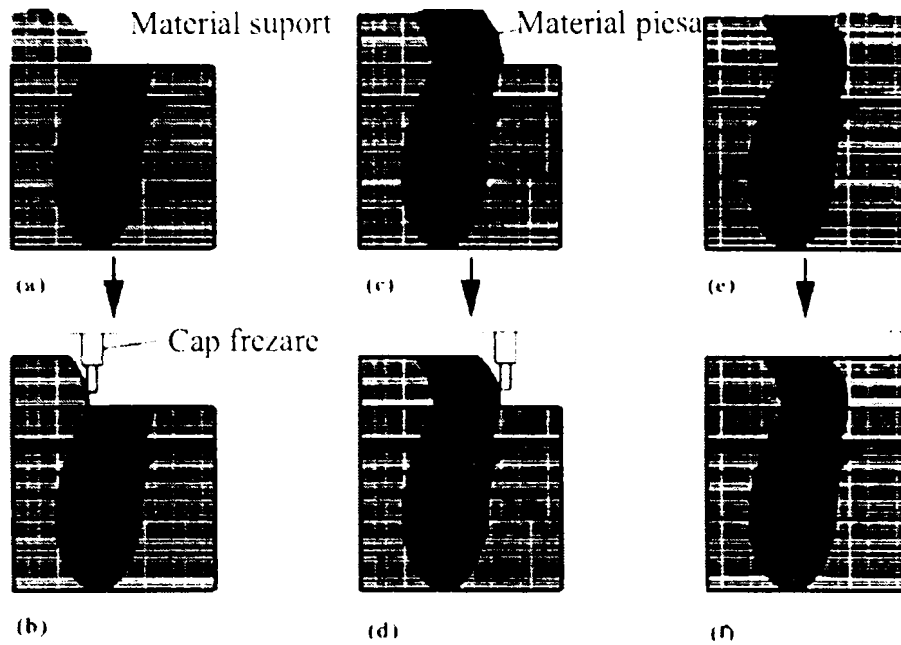 Material suport
Material piesa
(a)
(c)
(e)
Cap frezare
(b)
(d)
(f)